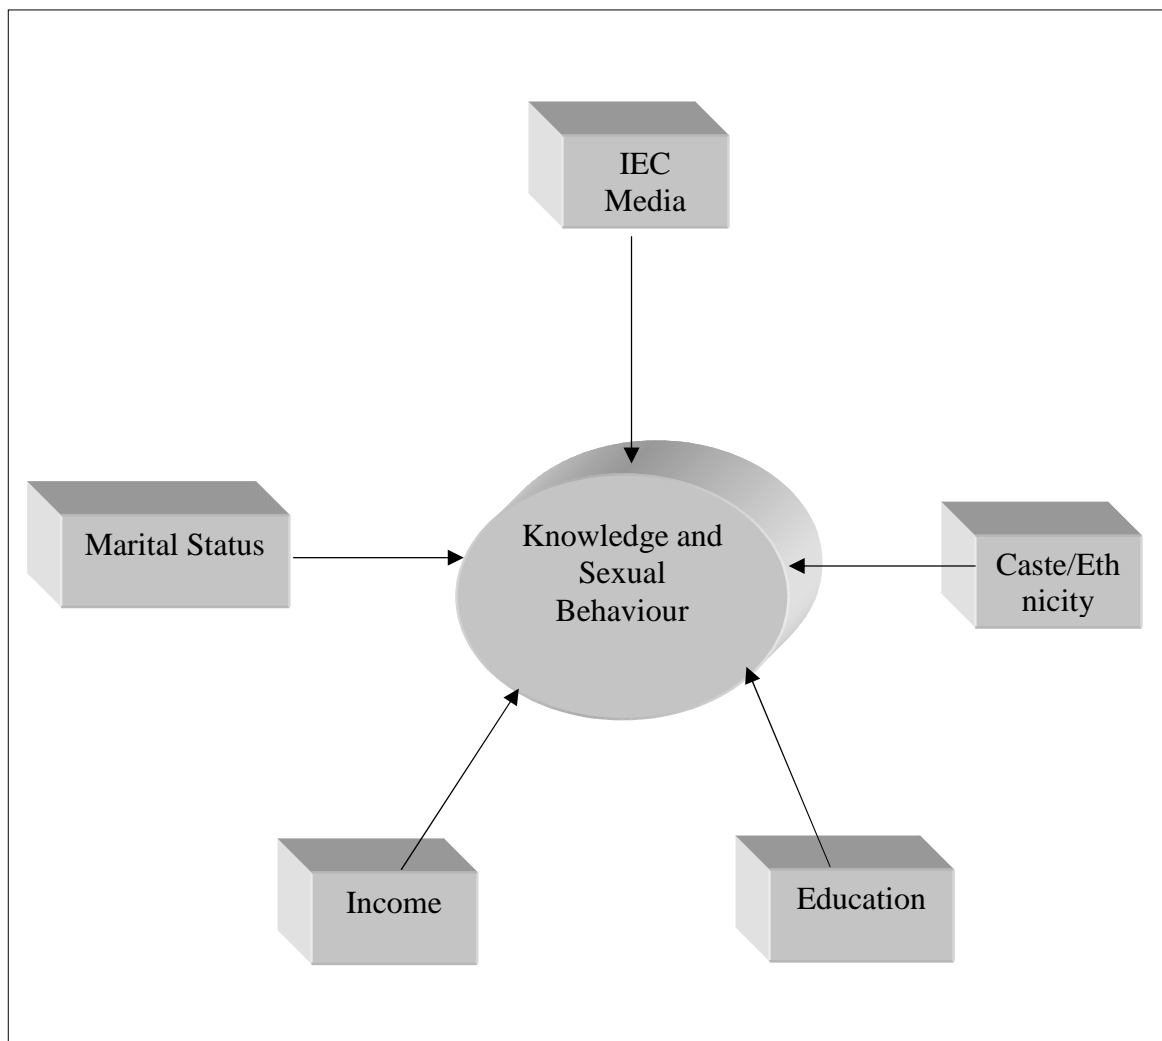 IEC
Media
Marital Status
Knowledge and
Sexual
Behaviour
Caste/Eth
nicity
Income
Education